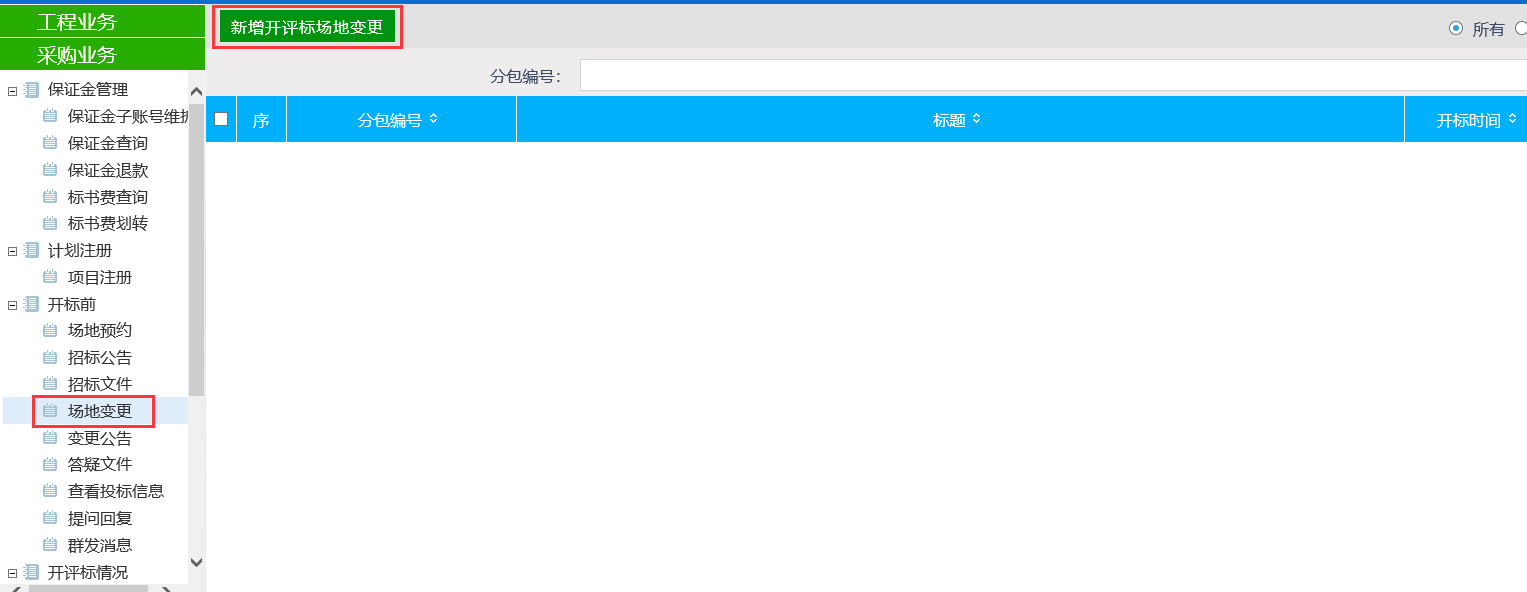 工程业务
采购业务
保证金管理
保证金子账号维护
保证金查询
保证金退款
标书费查询
标书费划转
计划注册
项目注册
开标前
场地预约
招标公告
招标文件
场地变更
变更公告
答疑文件
查看投标信息
提问回复
群发消息
开评标情况
新增开评标场地变更
所有
分包编号：
序 分包编号 标题 开标时间